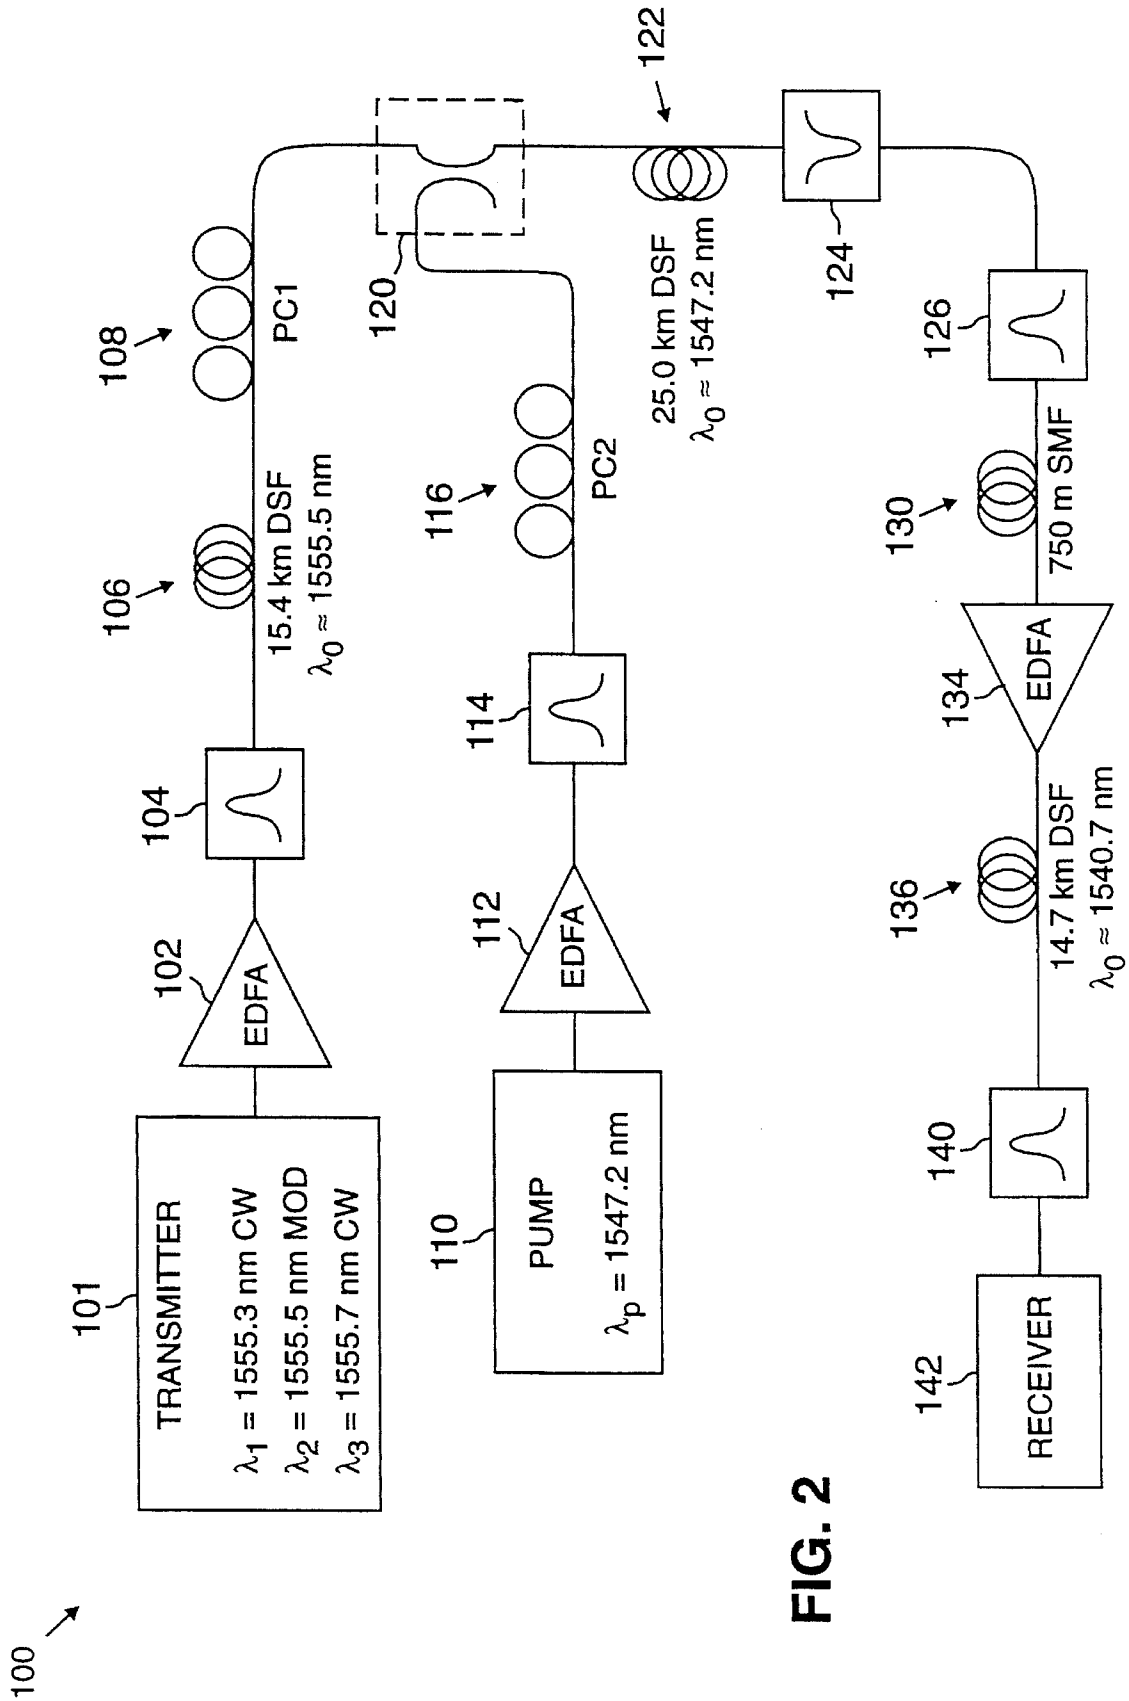 100
101
TRANSMITTER
λ1 = 1555.3 nm CW
λ2 = 1555.5 nm MOD
λ3 = 1555.7 nm CW
102
EDFA
104
106
15.4 km DSF
λ0 ≈ 1555.5 nm
108
PC1
110
PUMP
λp = 1547.2 nm
112
EDFA
114
116
PC2
120
122
25.0 km DSF
λ0 ≈ 1547.2 nm
124
126
130
750 m SMF
134
EDFA
136
14.7 km DSF
λ0 ≈ 1540.7 nm
140
142
RECEIVER
FIG. 2